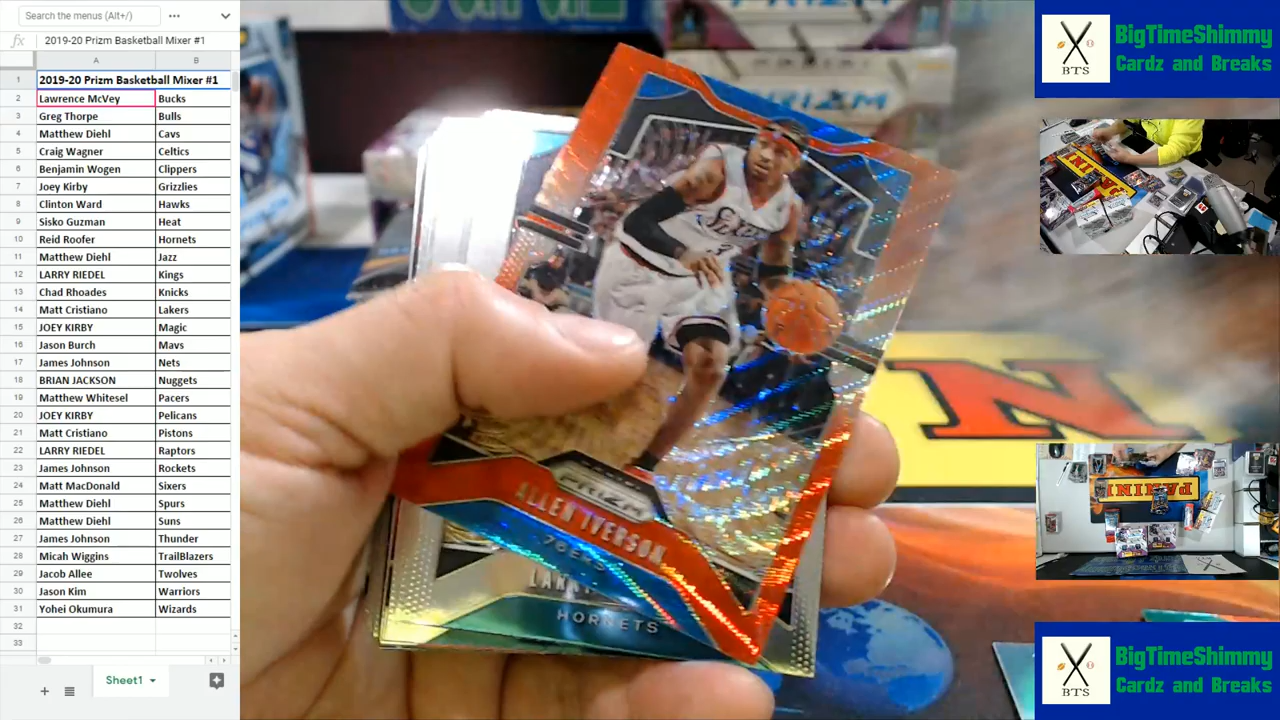 Search the menus (Alt+/)
fx 2019-20 Prizm Basketball Mixer #1
A B
1 2019-20 Prizm Basketball Mixer #1
2 Lawrence McVey Bucks
3 Greg Thorpe Bulls
4 Matthew Diehl Cavs
5 Craig Wagner Celtics
6 Benjamin Wogen Clippers
7 Joey Kirby Grizzlies
8 Clinton Ward Hawks
9 Sisko Guzman Heat
10 Reid Roofer Hornets
11 Matthew Diehl Jazz
12 LARRY RIEDEL Kings
13 Chad Rhoades Knicks
14 Matt Cristiano Lakers
15 JOEY KIRBY Magic
16 Jason Burch Mavs
17 James Johnson Nets
18 BRIAN JACKSON Nuggets
19 Matthew Whitesel Pacers
20 JOEY KIRBY Pelicans
21 Matt Cristiano Pistons
22 LARRY RIEDEL Raptors
23 James Johnson Rockets
24 Matt MacDonald Sixers
25 Matthew Diehl Spurs
26 Matthew Diehl Suns
27 James Johnson Thunder
28 Micah Wiggins TrailBlazers
29 Jacob Allee Twolves
30 Jason Kim Warriors
31 Yohei Okumura Wizards
32
33
Sheet1
PRIZM
PRIZM
ALLEN IVERSON
HORNETS
N
BTS
BigTimeShimmy
Cardz and Breaks
PANINI
BTS
BigTimeShimmy
Cardz and Breaks